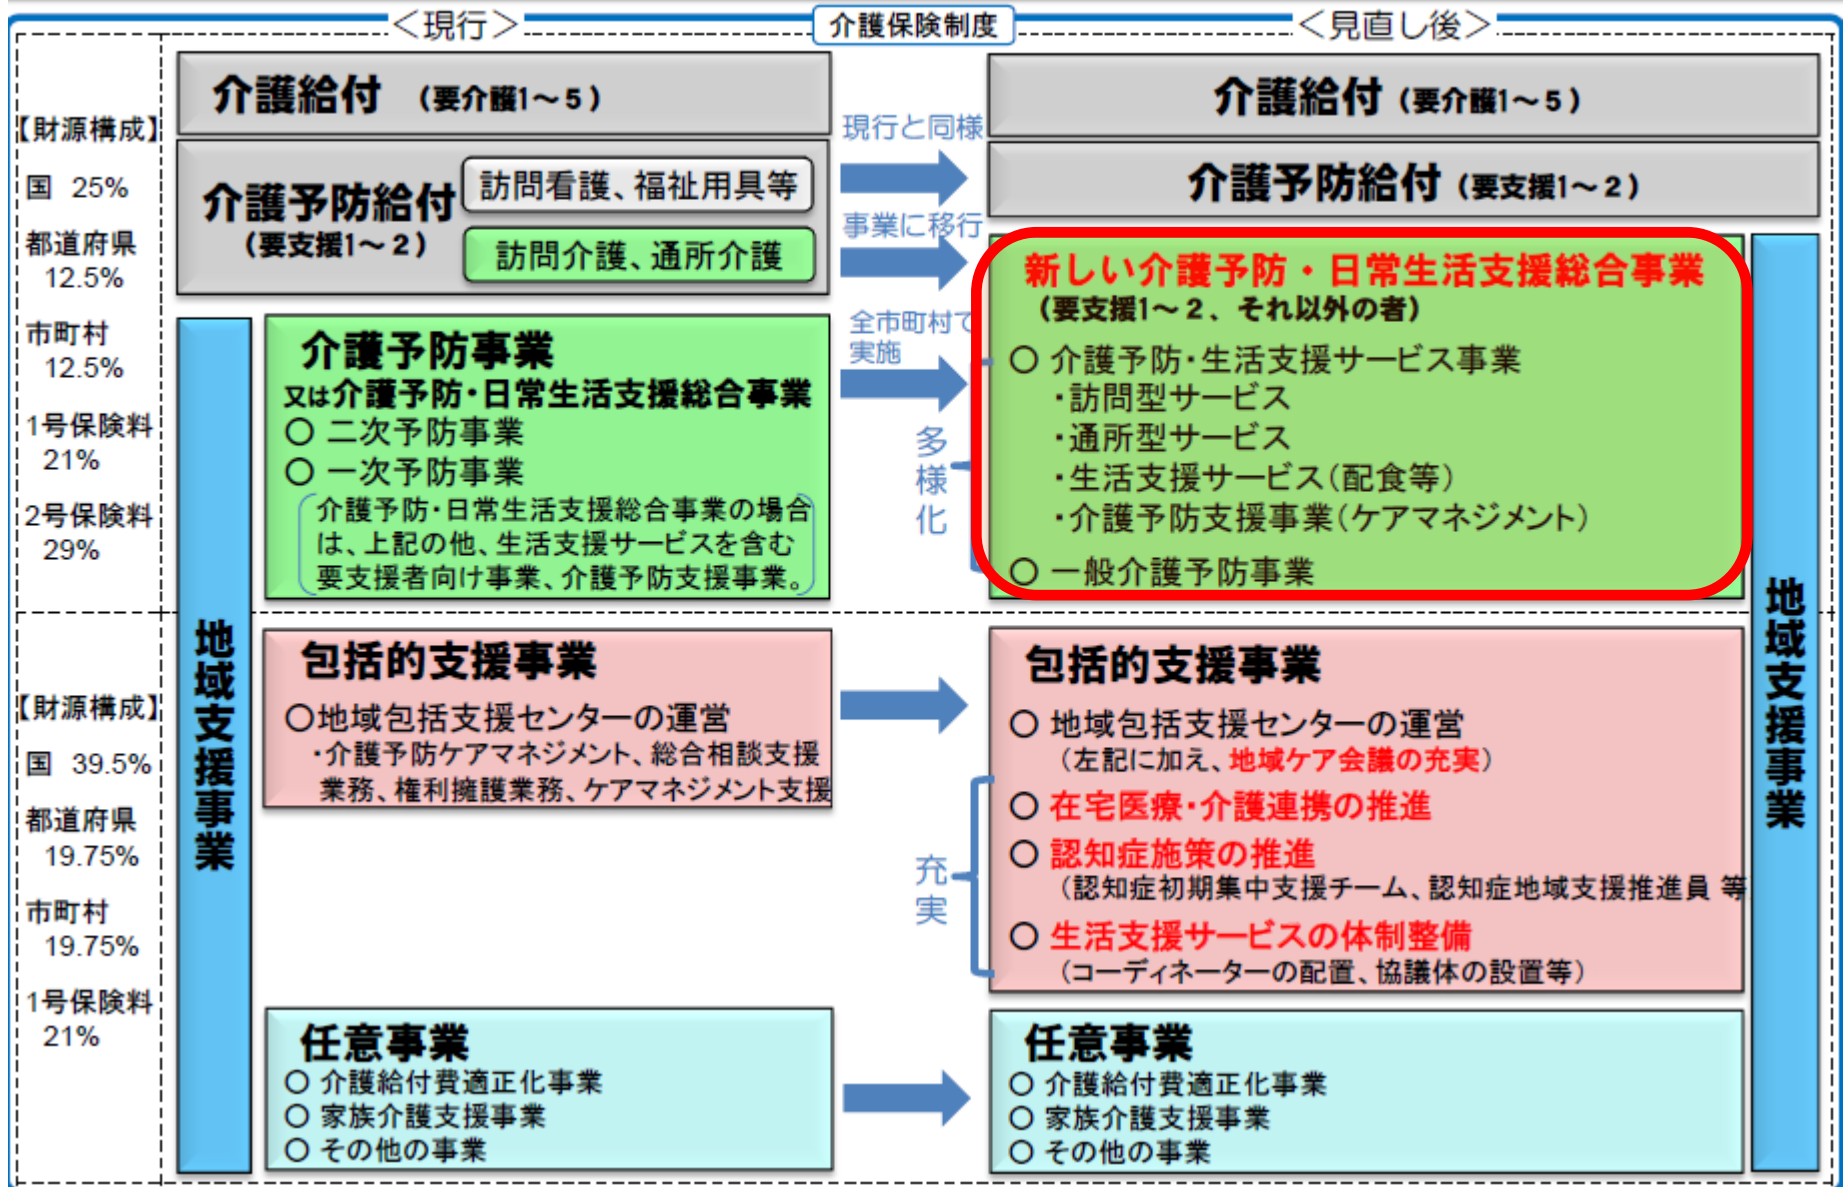 介護保険制度
＜現行＞
＜見直し後＞
【財源構成】
国 25%
都道府県
12.5%
市町村
12.5%
1号保険料
21%
2号保険料
29%
【財源構成】
国 39.5%
都道府県
19.75%
市町村
19.75%
1号保険料
21%
介護給付 （要介護1～5）
介護予防給付
（要支援1～2）
訪問看護、福祉用具等
訪問介護、通所介護
地域支援事業
介護予防事業
又は介護予防・日常生活支援総合事業
○ 二次予防事業
○ 一次予防事業
介護予防・日常生活支援総合事業の場合
は、上記の他、生活支援サービスを含む
要支援者向け事業、介護予防支援事業。
包括的支援事業
○地域包括支援センターの運営
・介護予防ケアマネジメント、総合相談支援
業務、権利擁護業務、ケアマネジメント支援
任意事業
○ 介護給付費適正化事業
○ 家族介護支援事業
○ その他の事業
現行と同様
事業に移行
全市町村で
実施
多様化
充実
介護給付（要介護1～5）
介護予防給付（要支援1～2）
新しい介護予防・日常生活支援総合事業
（要支援1～2、それ以外の者）
○ 介護予防・生活支援サービス事業
・訪問型サービス
・通所型サービス
・生活支援サービス（配食等）
・介護予防支援事業（ケアマネジメント）
○ 一般介護予防事業
包括的支援事業
○ 地域包括支援センターの運営
（左記に加え、地域ケア会議の充実）
○ 在宅医療・介護連携の推進
○ 認知症施策の推進
（認知症初期集中支援チーム、認知症地域支援推進員 等
○ 生活支援サービスの体制整備
（コーディネーターの配置、協議体の設置等）
任意事業
○ 介護給付費適正化事業
○ 家族介護支援事業
○ その他の事業
地域支援事業